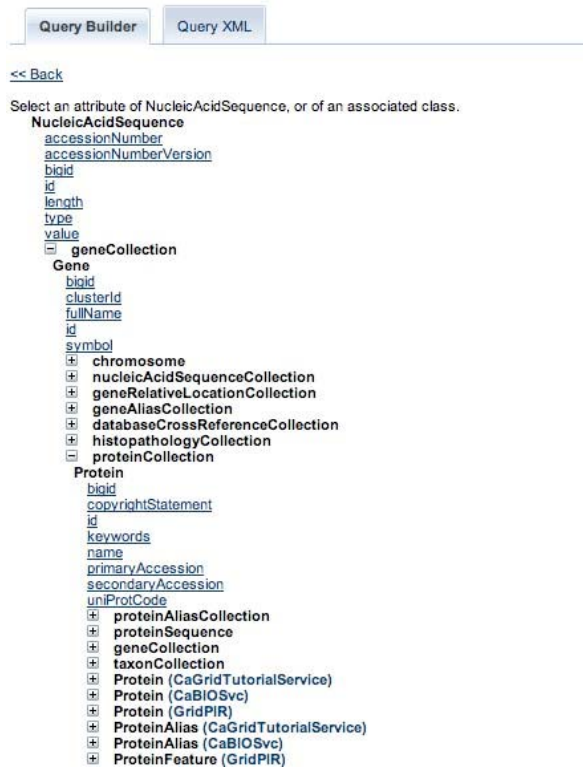 Query Builder Query XML
<< Back
Select an attribute of NucleicAcidSequence, or of an associated class.
NucleicAcidSequence
accessionNumber
accessionNumberVersion
bigid
id
length
type
value
geneCollection
Gene
bigid
clusterId
fullName
id
symbol
chromosome
nucleicAcidSequenceCollection
geneRelativeLocationCollection
geneAliasCollection
databaseCrossReferenceCollection
histopathologyCollection
proteinCollection
Protein
bigid
copyrightStatement
id
keywords
name
primaryAccession
secondaryAccession
uniProtCode
proteinAliasCollection
proteinSequence
geneCollection
taxonCollection
Protein (CaGridTutorialService)
Protein (CaBIOSvc)
Protein (GridPIR)
ProteinAlias (CaGridTutorialService)
ProteinAlias (CaBIOSvc)
ProteinFeature (GridPIR)